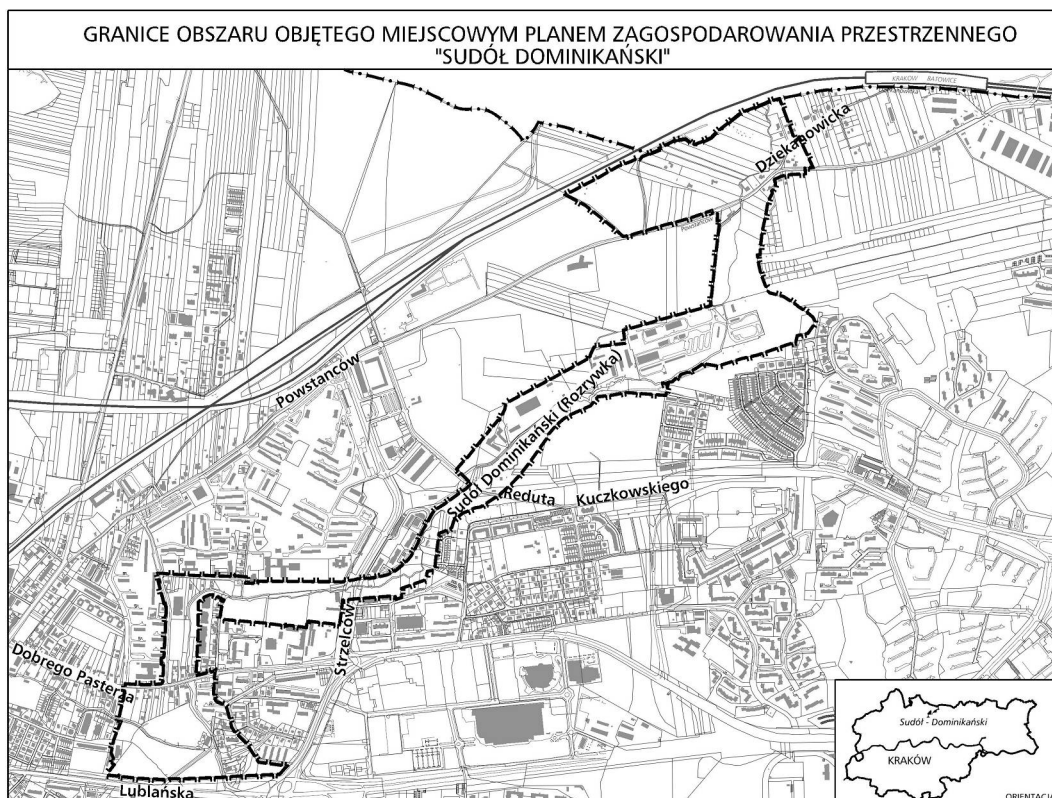 GRANICE OBSZARU OBJĘTEGO MIEJSCOWYM PLANEM ZAGOSPODAROWANIA PRZESTRZENNEGO
"SUDÓŁ DOMINIKAŃSKI"
KRAKÓW BATOWICE
Dziekanowicka
Powstańców
Powstańców
Sudół Dominikański (Rozrywka)
Reduta Kuczkowskiego
Strzelców
Dobrego Pasterza
Lublańska
Sudół - Dominikański
KRAKÓW
ORIENTACJA